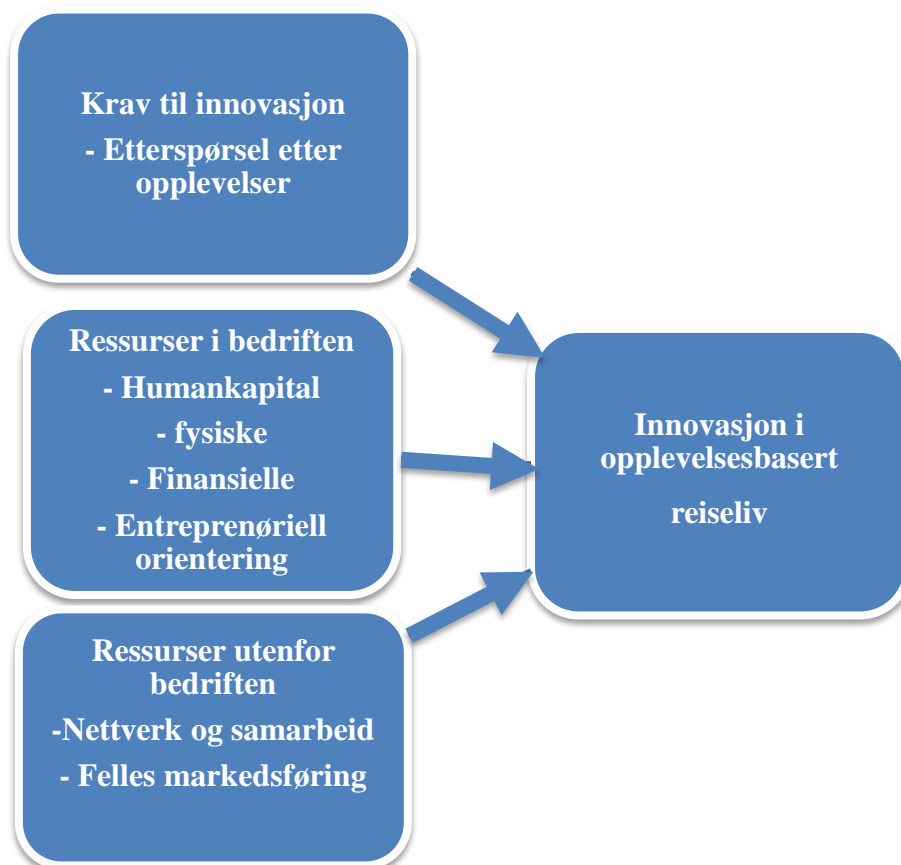 Krav til innovasjon
- Etterspørsel etter
opplevelser
Ressurser i bedriften
- Humankapital
- fysiske
- Finansielle
- Entreprenøriell
orientering
Ressurser utenfor
bedriften
-Nettverk og samarbeid
- Felles markedsføring
Innovasjon i
opplevelsesbasert
reiseliv